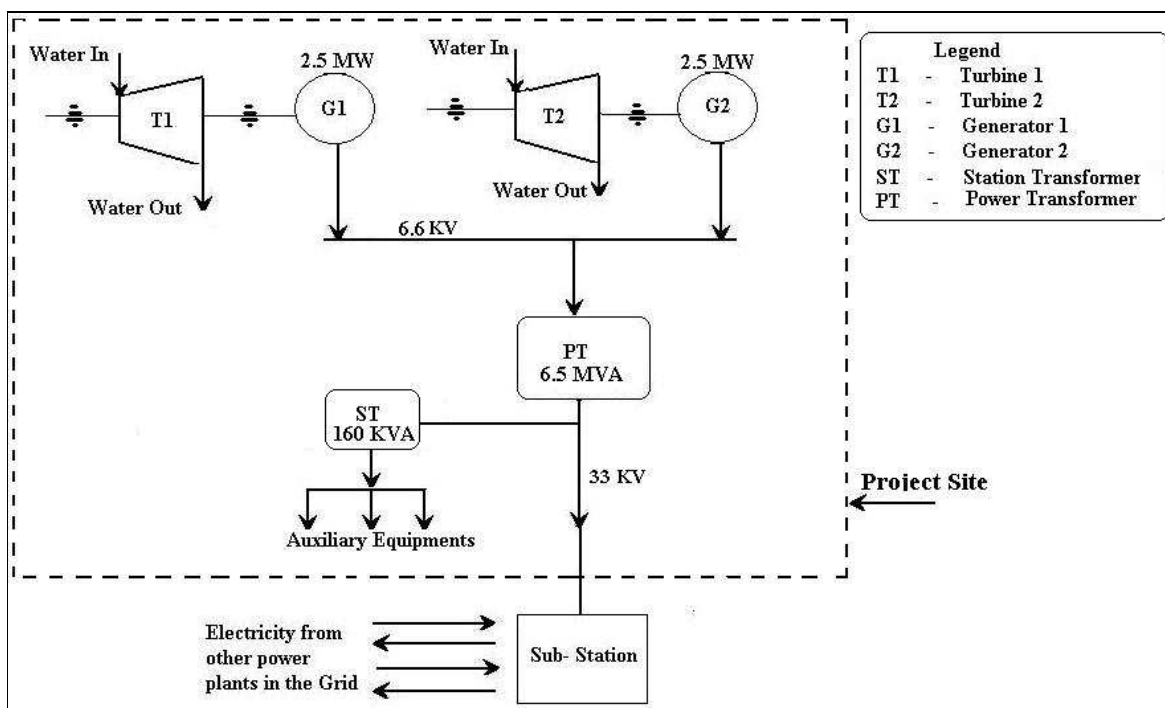 Water In
2.5 MW
T1
G1
Water Out
Water In
2.5 MW
T2
G2
Water Out
Legend
T1 - Turbine 1
T2 - Turbine 2
G1 - Generator 1
G2 - Generator 2
ST - Station Transformer
PT - Power Transformer
6.6 KV
PT
6.5 MVA
ST
160 KVA
33 KV
Auxiliary Equipments
Project Site
Electricity from
other power
plants in the Grid
Sub- Station